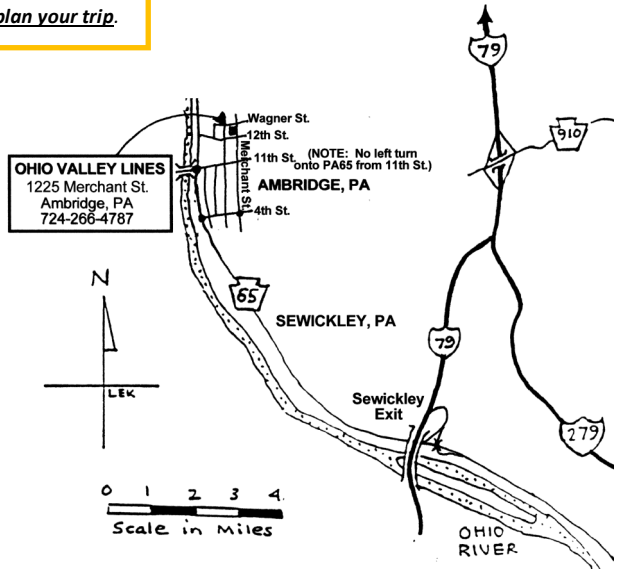 plan your trip.
79
910
Wagner St.
12th St.
11th St.
(NOTE: No left turn
onto PA65 from 11th St.)
Merchant St.
OHIO VALLEY LINES
1225 Merchant St.
Ambridge, PA
724-266-4787
AMBRIDGE, PA
4th St.
N
65
SEWICKLEY, PA
79
LEK
Sewickley
Exit
279
0 1 2 3 4.
Scale in Miles
OHIO
RIVER